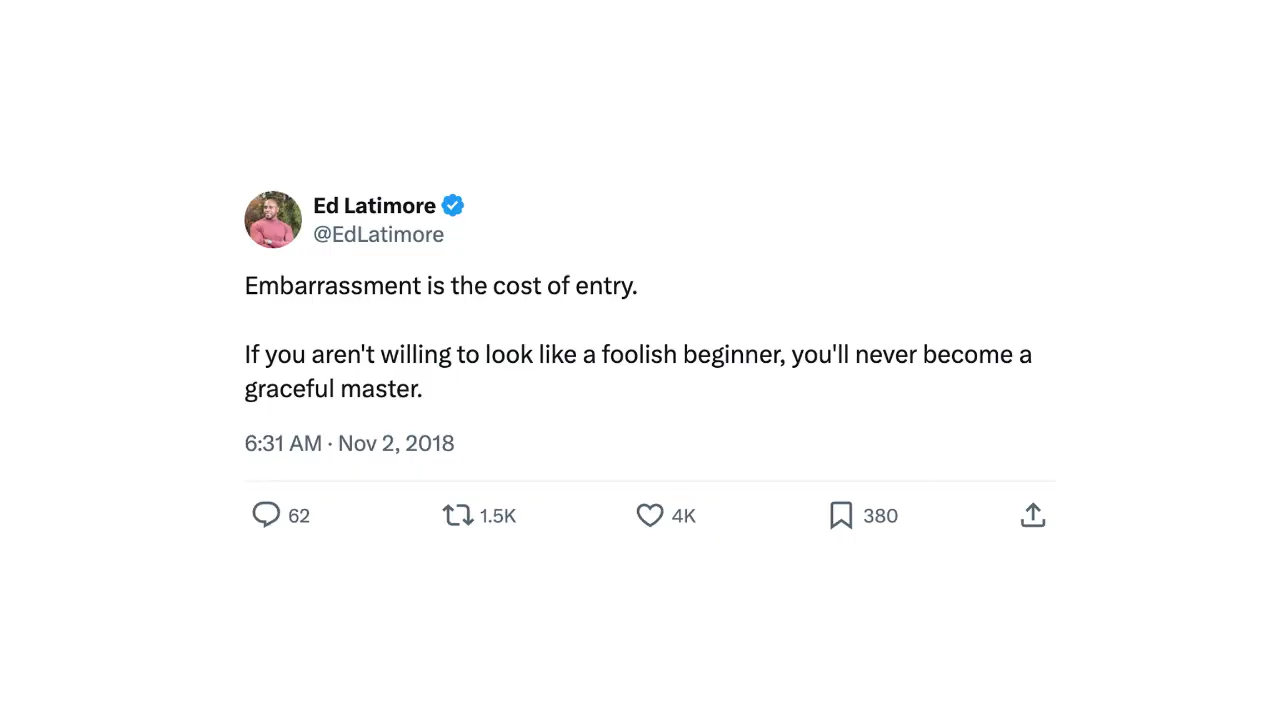 Ed Latimore
@EdLatimore
Embarrassment is the cost of entry.
If you aren't willing to look like a foolish beginner, you'll never become a
graceful master.
6:31 AM · Nov 2, 2018
62 1.5K 4K 380